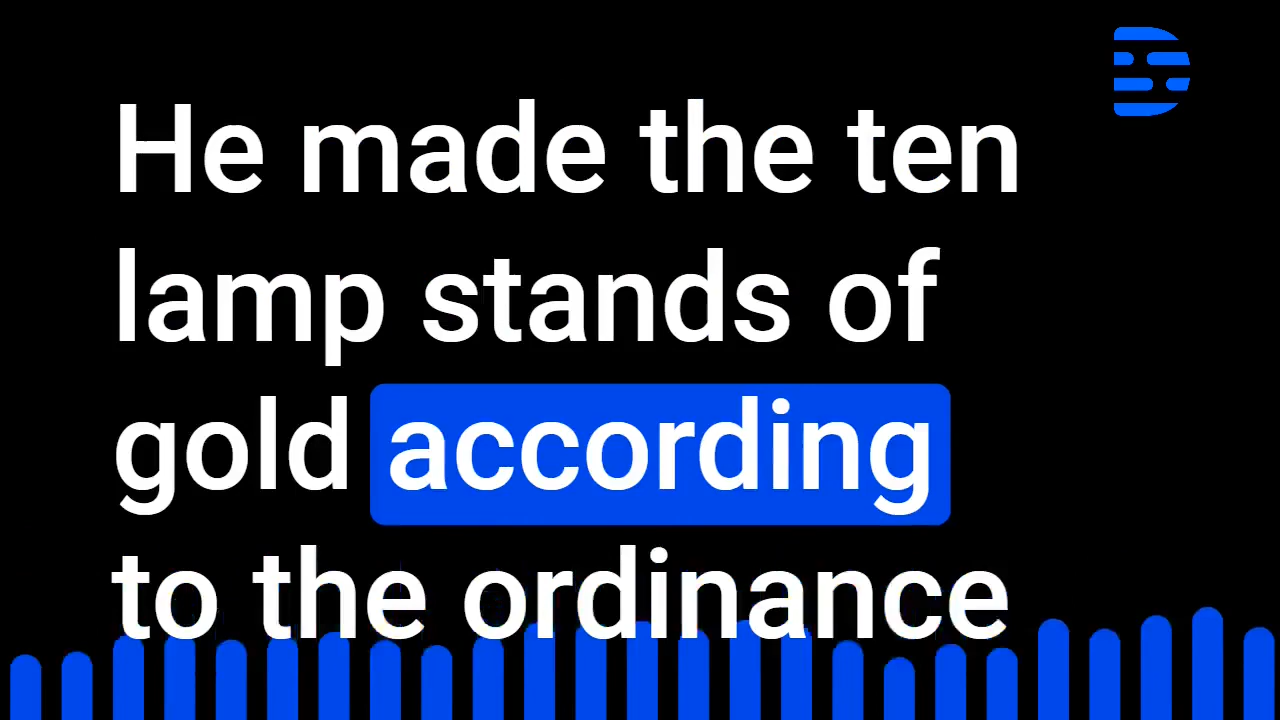 He made the ten
lamp stands of
gold according
to the ordinance